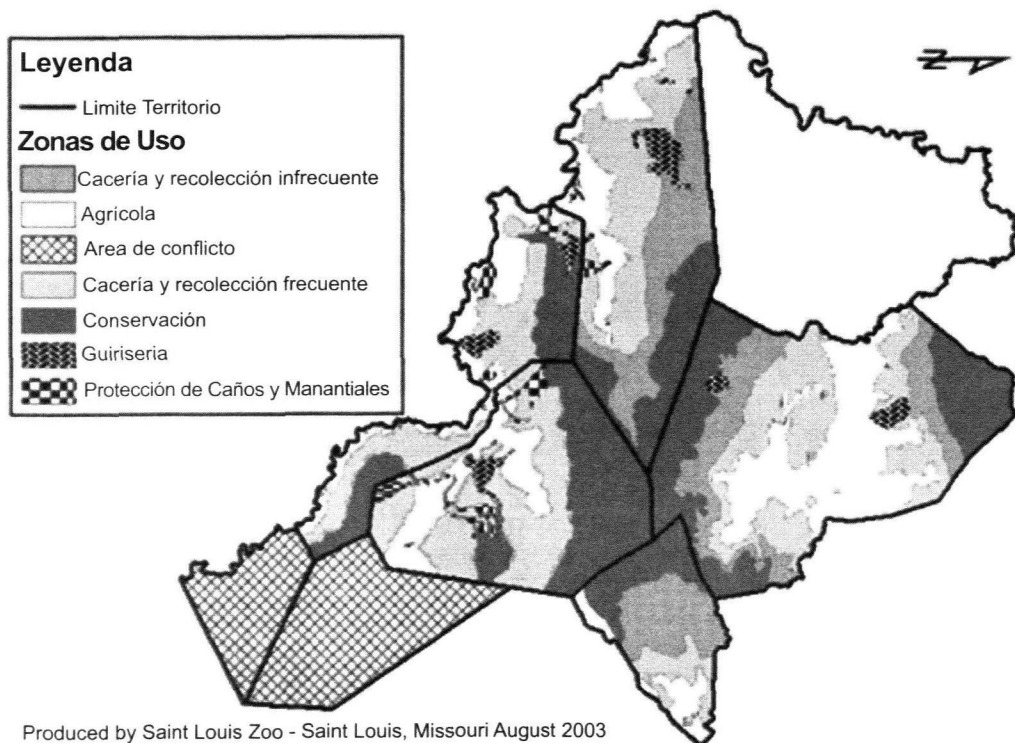 Leyenda
Limite Territorio
Zonas de Uso
Cacería y recolección infrecuente
Agricola
Area de conflicto
Cacería y recolección frecuente
Conservación
Guiriseria
Protección de Caños y Manantiales
N
Produced by Saint Louis Zoo - Saint Louis, Missouri August 2003